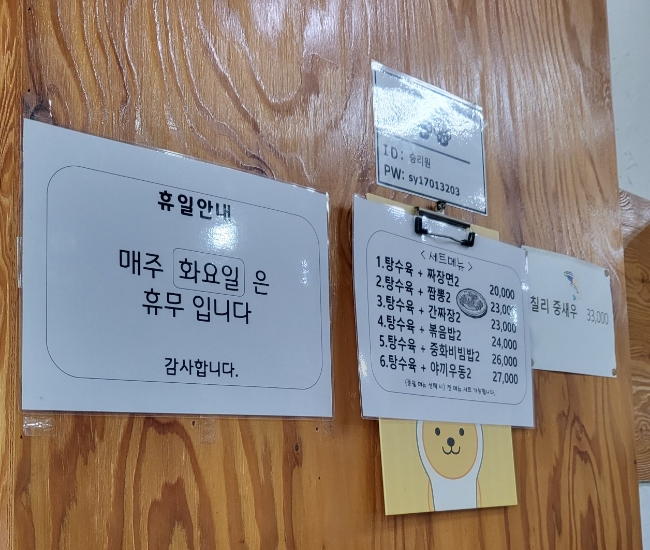 휴일안내
매주 화요일 은
휴무 입니다
감사합니다.
ID: 승리원
PW: sy17013203
<세트메뉴>
1.탕수육 + 짜장면2 20,000
2.탕수육 + 짬뽕2 23,000
3.탕수육 + 간짜장2 23,000
4.탕수육 + 볶음밥2 24,000
5.탕수육 + 중화비빔밥2 26,000
6.탕수육 + 야끼우동2 27,000
칠리 중새우 33,000